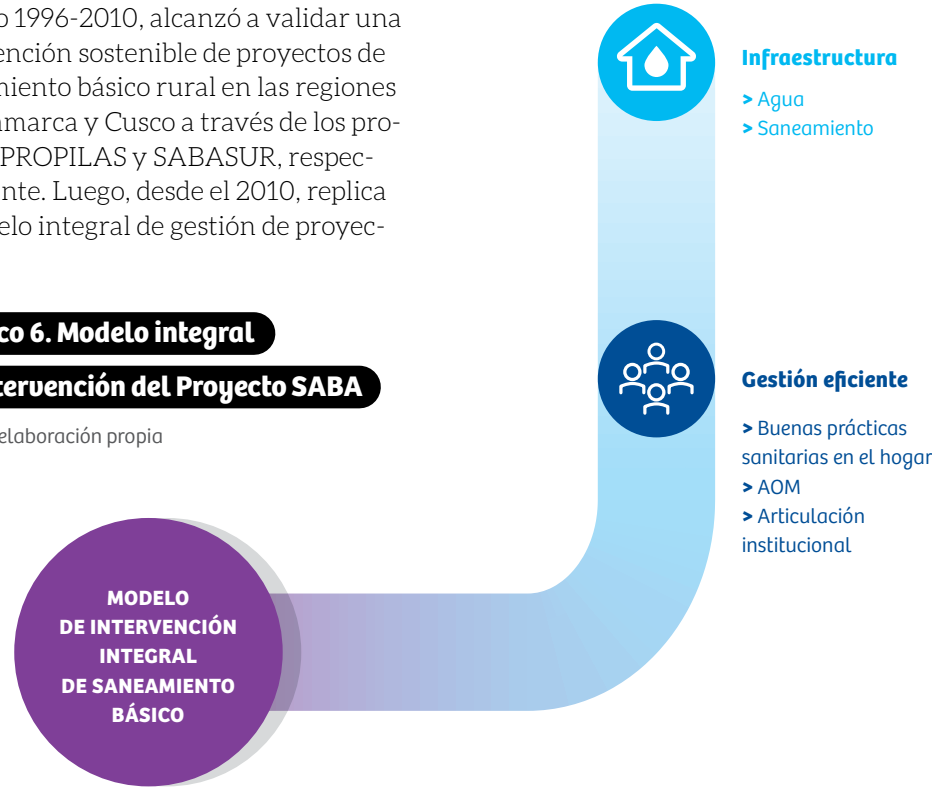 o 1996-2010, alcanzó a validar una
ención sostenible de proyectos de
miento básico rural en las regiones
amarca y Cusco a través de los pro-
PROPILAS y SABASUR, respec-
nte. Luego, desde el 2010, replica
elo integral de gestión de proyec-
co 6. Modelo integral
tervención del Proyecto SABA
elaboración propia
Infraestructura
> Agua
> Saneamiento
Gestión eficiente
> Buenas prácticas
sanitarias en el hogar
> AOM
> Articulación
institucional
MODELO
DE INTERVENCIÓN
INTEGRAL
DE SANEAMIENTO
BÁSICO